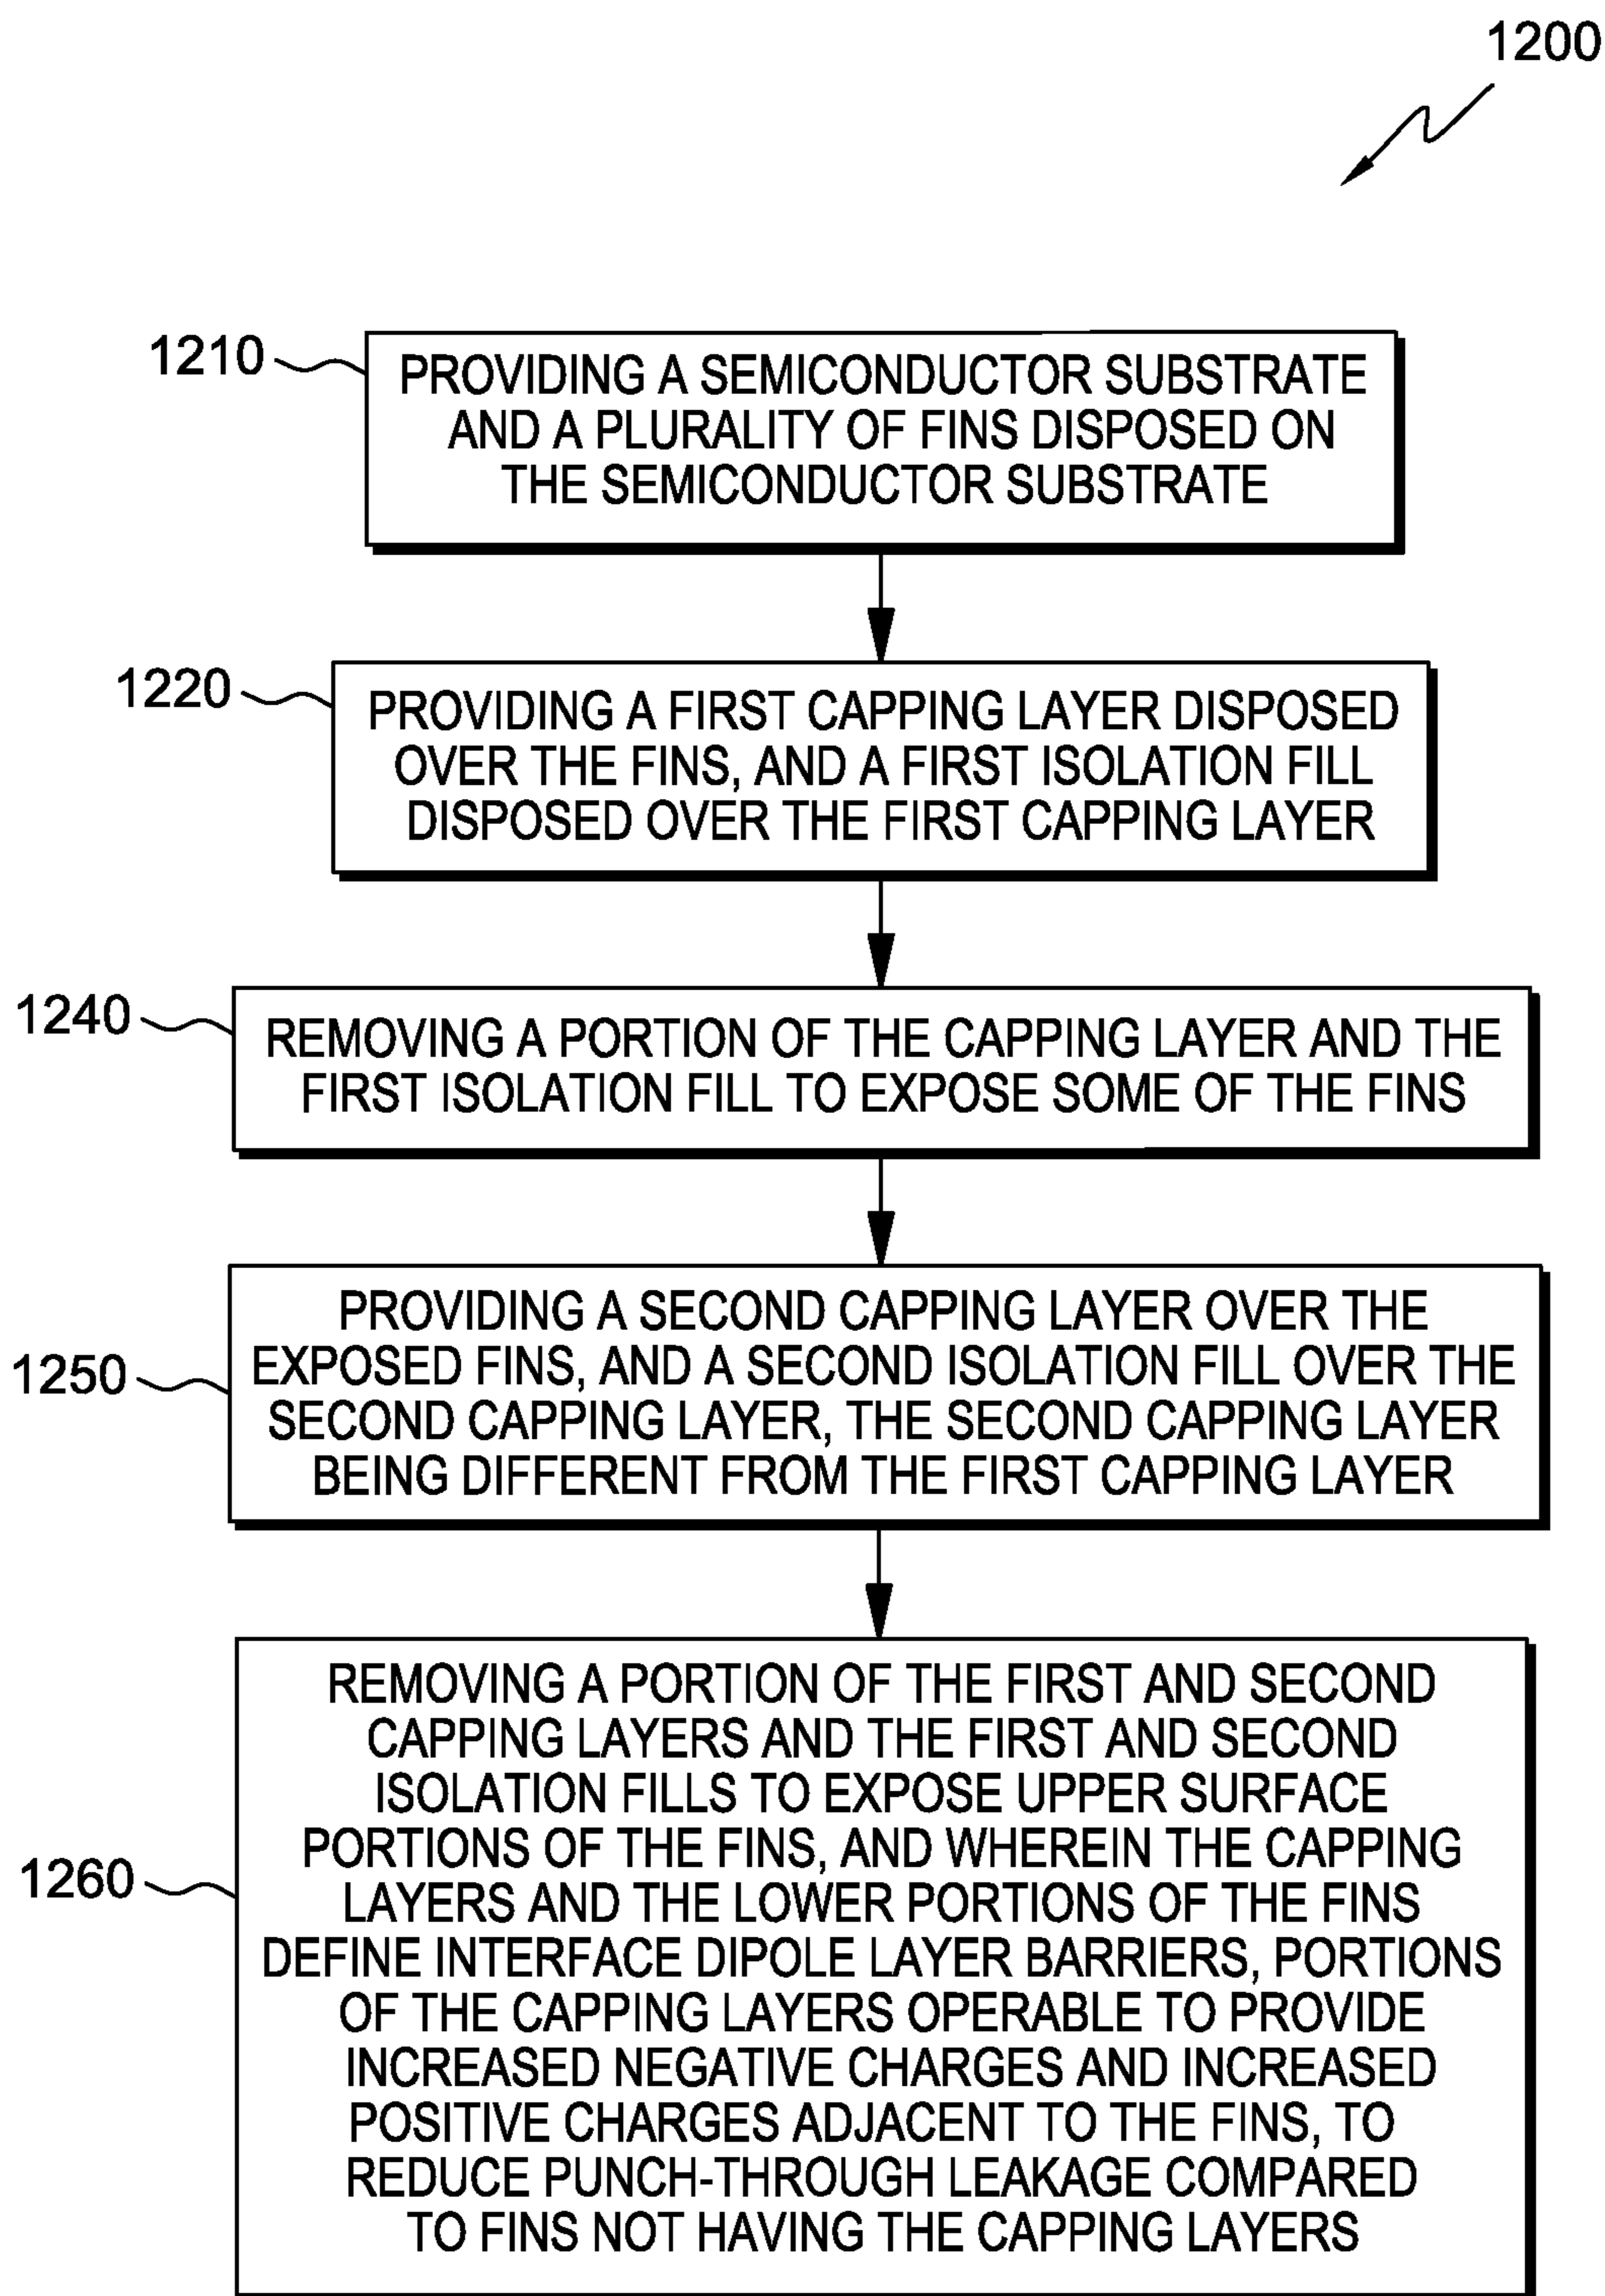 1200
1210
PROVIDING A SEMICONDUCTOR SUBSTRATE
AND A PLURALITY OF FINS DISPOSED ON
THE SEMICONDUCTOR SUBSTRATE
1220
PROVIDING A FIRST CAPPING LAYER DISPOSED
OVER THE FINS, AND A FIRST ISOLATION FILL
DISPOSED OVER THE FIRST CAPPING LAYER
1240
REMOVING A PORTION OF THE CAPPING LAYER AND THE
FIRST ISOLATION FILL TO EXPOSE SOME OF THE FINS
1250
PROVIDING A SECOND CAPPING LAYER OVER THE
EXPOSED FINS, AND A SECOND ISOLATION FILL OVER THE
SECOND CAPPING LAYER, THE SECOND CAPPING LAYER
BEING DIFFERENT FROM THE FIRST CAPPING LAYER
1260
REMOVING A PORTION OF THE FIRST AND SECOND
CAPPING LAYERS AND THE FIRST AND SECOND
ISOLATION FILLS TO EXPOSE UPPER SURFACE
PORTIONS OF THE FINS, AND WHEREIN THE CAPPING
LAYERS AND THE LOWER PORTIONS OF THE FINS
DEFINE INTERFACE DIPOLE LAYER BARRIERS, PORTIONS
OF THE CAPPING LAYERS OPERABLE TO PROVIDE
INCREASED NEGATIVE CHARGES AND INCREASED
POSITIVE CHARGES ADJACENT TO THE FINS, TO
REDUCE PUNCH-THROUGH LEAKAGE COMPARED
TO FINS NOT HAVING THE CAPPING LAYERS